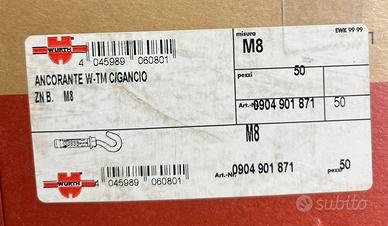 WÜRTH
4 045989 060801
ANCORANTE W-TM C/GANCIO
ZN B. M8
misura
M8
EWK 99 99
pezzi
50
Art.-Nr.
0904 901 871
50
M8
WÜRTH
4 045989 060801
Art.-Nr.
0904 901 871
pezzi
50
subito